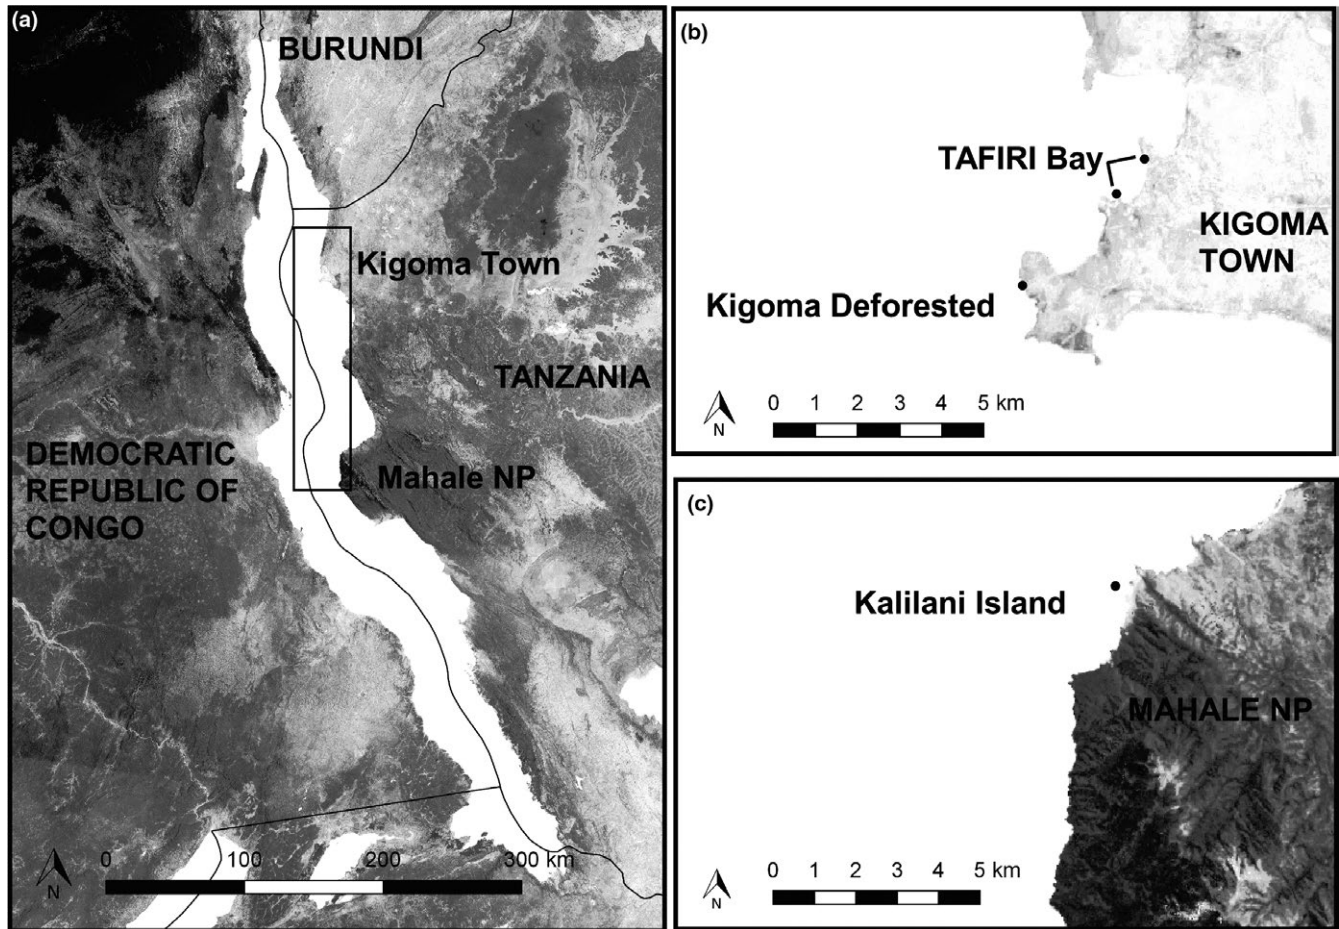 (a)
BURUNDI
Kigoma Town
TANZANIA
DEMOCRATIC
REPUBLIC OF
CONGO
Mahale NP
N
0 100 200 300 km
(b)
TAFIRI Bay
KIGOMA
TOWN
Kigoma Deforested
N
0 1 2 3 4 5 km
(c)
Kalilani Island
MAHALE NP
N
0 1 2 3 4 5 km